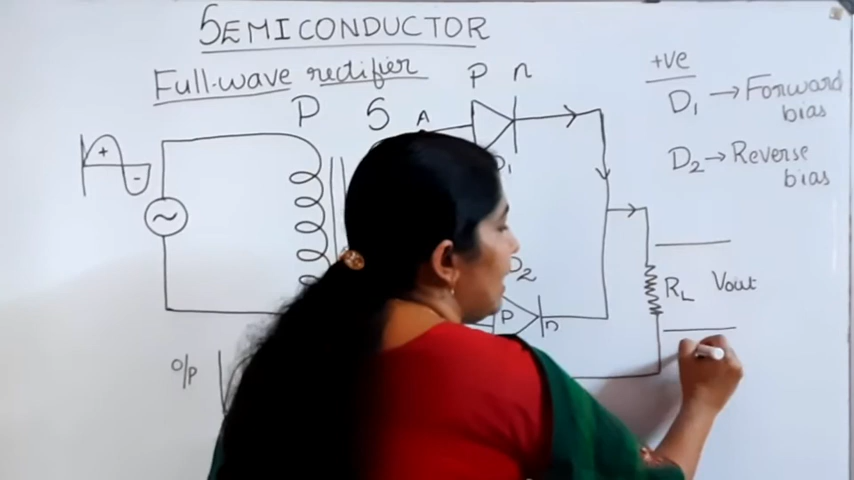 SEMICONDUCTOR
Full-wave rectifier
P S
A
P n
D1
+ve
D1 → Forward
bias
D2 → Reverse
bias
+
-
~
D2
P n
RL Vout
O/P